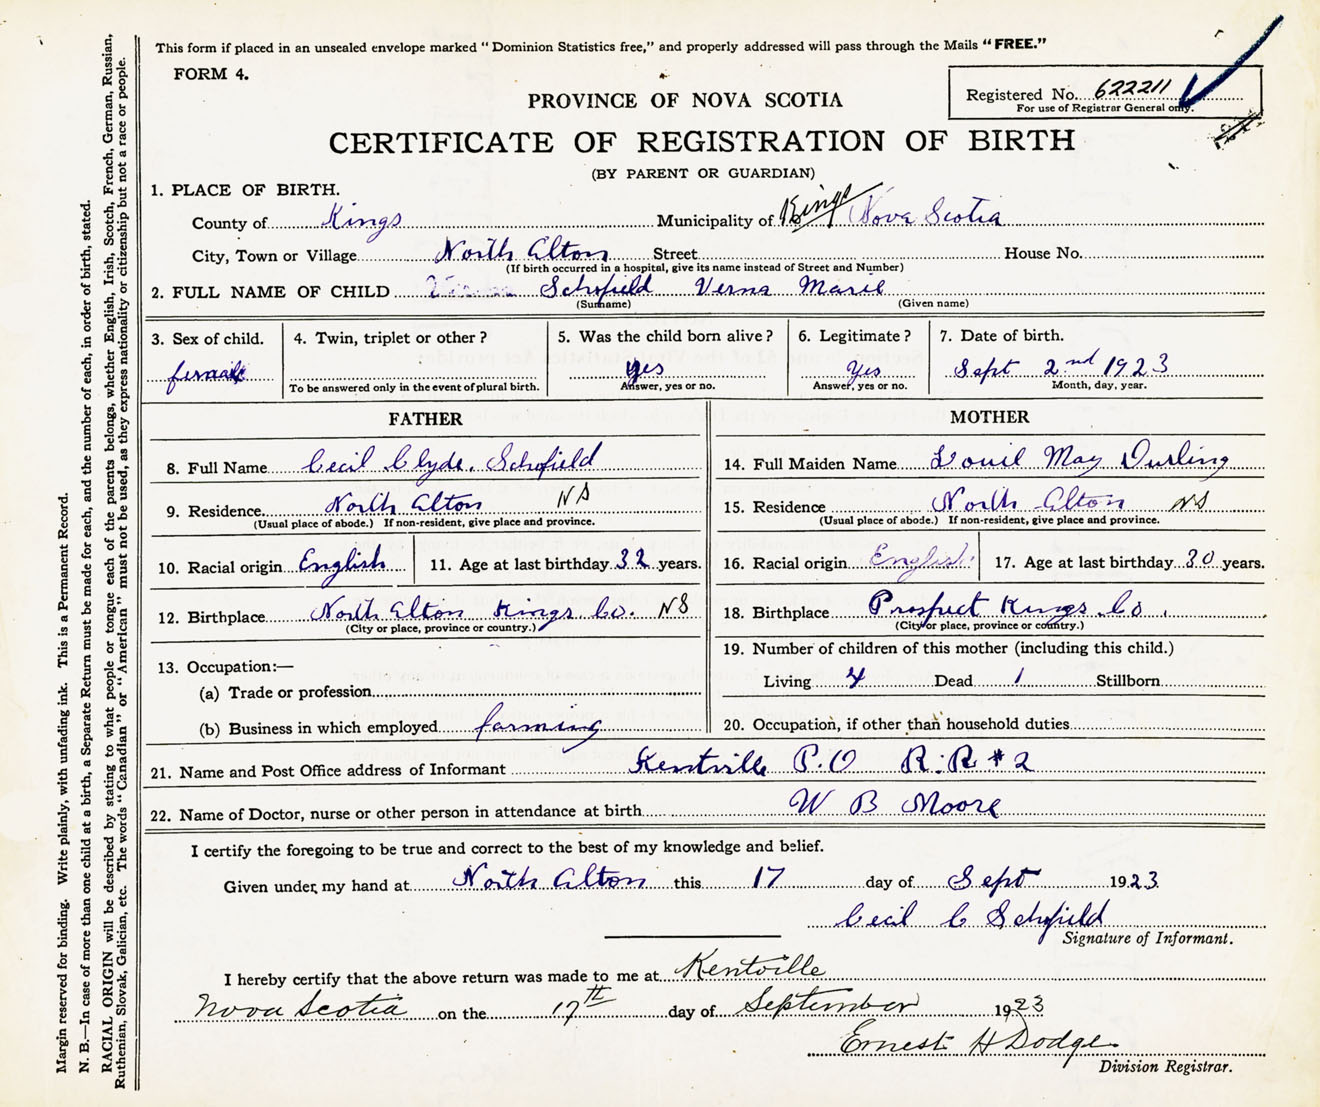 This form if placed in an unsealed envelope marked "Dominion Statistics free," and properly addressed will pass through the Mails "FREE."
FORM 4.
Registered No. 622211
For use of Registrar General only.
PROVINCE OF NOVA SCOTIA
CERTIFICATE OF REGISTRATION OF BIRTH
(BY PARENT OR GUARDIAN)
1. PLACE OF BIRTH.
County of Kings Municipality of Kings Nova Scotia
City, Town or Village North Alton Street House No.
(If birth occurred in a hospital, give its name instead of Street and Number)
2. FULL NAME OF CHILD Schofield Verna Marie
(Surname) (Given name)
3. Sex of child. 4. Twin, triplet or other? 5. Was the child born alive? 6. Legitimate? 7. Date of birth.
female yes Yes Sept 2nd 1923
To be answered only in the event of plural birth. Answer, yes or no. Answer, yes or no. Month, day, year.
FATHER MOTHER
8. Full Name Cecil Clyde. Schofield 14. Full Maiden Name May Durling
9. Residence North Alton NS 15. Residence North Alton NS
(Usual place of abode.) If non-resident, give place and province. (Usual place of abode.) If non-resident, give place and province.
10. Racial origin English 11. Age at last birthday 32 years. 16. Racial origin English 17. Age at last birthday 30 years.
12. Birthplace North Alton Kings Co. NS 18. Birthplace Prospect Kings Co.
(City or place, province or country.) (City or place, province or country.)
13. Occupation:— 19. Number of children of this mother (including this child.)
(a) Trade or profession Living 4 Dead 1 Stillborn
(b) Business in which employed farming 20. Occupation, if other than household duties
21. Name and Post Office address of Informant Kentville P.O R.R #2
22. Name of Doctor, nurse or other person in attendance at birth W B Moore
I certify the foregoing to be true and correct to the best of my knowledge and belief.
Given under my hand at North Alton this 17 day of Sept 1923
Cecil C Schofield
Signature of Informant.
I hereby certify that the above return was made to me at Kentville
Nova Scotia on the 17th day of September 1923
Ernest H Dodge
Division Registrar.
Margin reserved for binding. Write plainly, with unfading ink. This is a Permanent Record.
N. B.—In case of more than one child at a birth, a Separate Return must be made for each, and the number of each, in order of birth, stated.
RACIAL ORIGIN will be described by stating to what people or tongue each of the parents belongs, whether English, Irish, Scotch, French, German, Russian,
Ruthenian, Slovak, Galician, etc. The words "Canadian" or "American" must not be used, as they express nationality or citizenship but not a race or people.